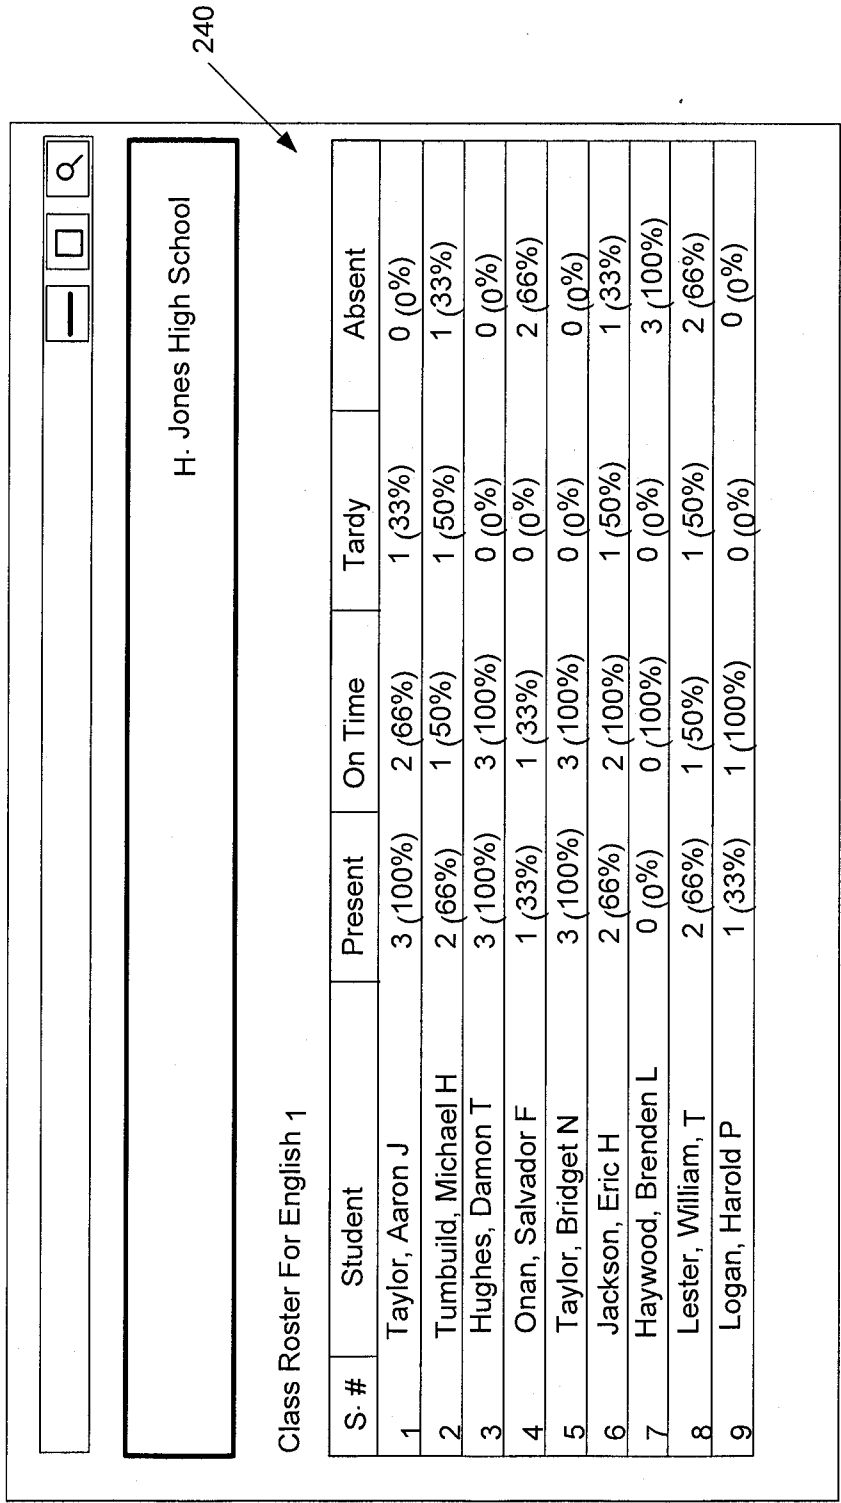 240
H. Jones High School
Class Roster For English 1
S. # Student Present On Time Tardy Absent
1 Taylor, Aaron J 3 (100%) 2 (66%) 1 (33%) 0 (0%)
2 Tumbuild, Michael H 2 (66%) 1 (50%) 1 (50%) 1 (33%)
3 Hughes, Damon T 3 (100%) 3 (100%) 0 (0%) 0 (0%)
4 Onan, Salvador F 1 (33%) 1 (33%) 0 (0%) 2 (66%)
5 Taylor, Bridget N 3 (100%) 3 (100%) 0 (0%) 0 (0%)
6 Jackson, Eric H 2 (66%) 2 (100%) 1 (50%) 1 (33%)
7 Haywood, Brenden L 0 (0%) 0 (100%) 0 (0%) 3 (100%)
8 Lester, William, T 2 (66%) 1 (50%) 1 (50%) 2 (66%)
9 Logan, Harold P 1 (33%) 1 (100%) 0 (0%) 0 (0%)